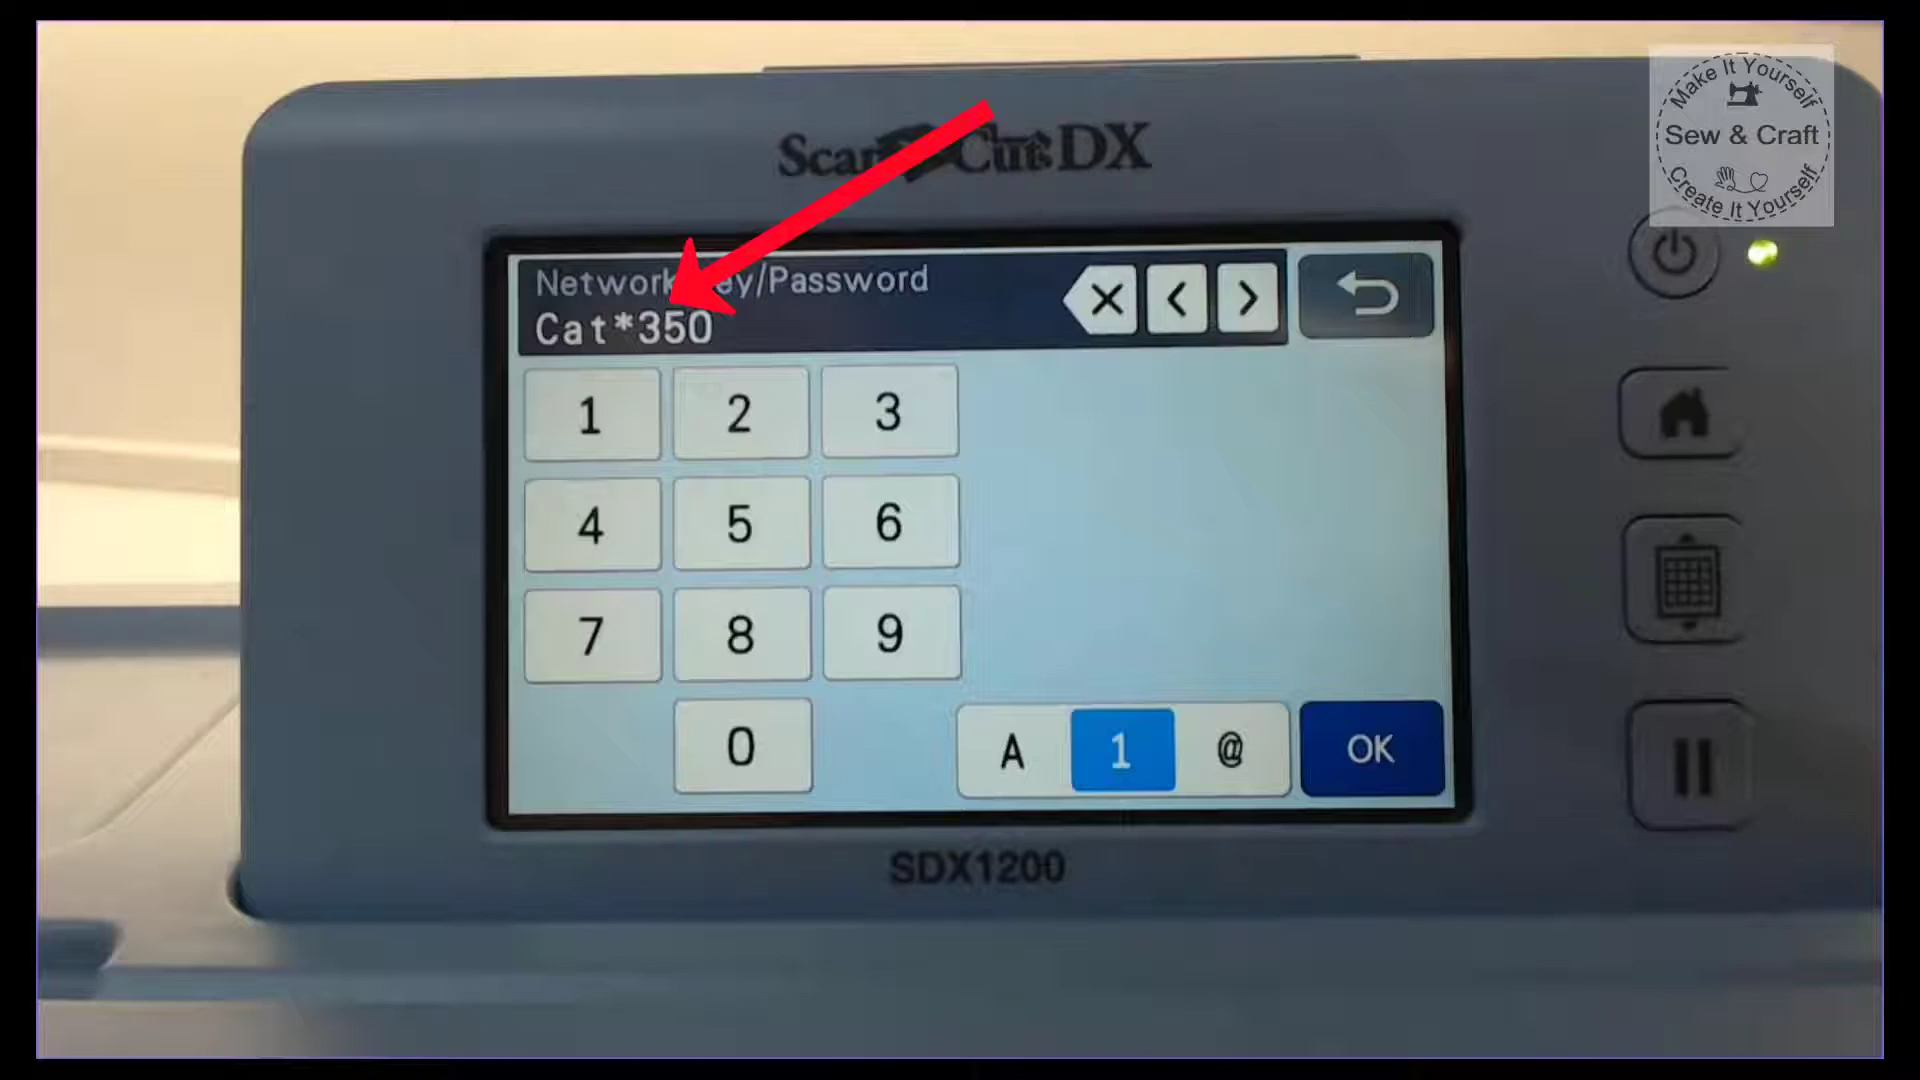 Make It Yourself
Sew & Craft
Create It Yourself
ScanNCut DX
Network Key/Password
Cat*350
1 2 3
4 5 6
7 8 9
0 A 1 @ OK
SDX1200